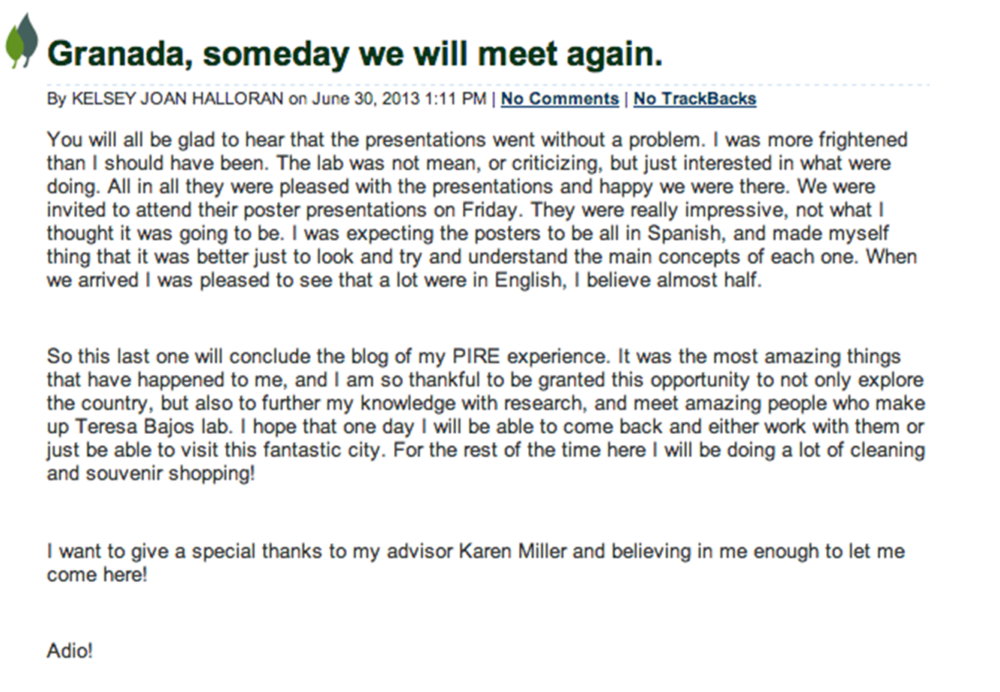 Granada, someday we will meet again.
By KELSEY JOAN HALLORAN on June 30, 2013 1:11 PM | No Comments | No TrackBacks
You will all be glad to hear that the presentations went without a problem. I was more frightened
than I should have been. The lab was not mean, or criticizing, but just interested in what were
doing. All in all they were pleased with the presentations and happy we were there. We were
invited to attend their poster presentations on Friday. They were really impressive, not what I
thought it was going to be. I was expecting the posters to be all in Spanish, and made myself
thing that it was better just to look and try and understand the main concepts of each one. When
we arrived I was pleased to see that a lot were in English, I believe almost half.
So this last one will conclude the blog of my PIRE experience. It was the most amazing things
that have happened to me, and I am so thankful to be granted this opportunity to not only explore
the country, but also to further my knowledge with research, and meet amazing people who make
up Teresa Bajos lab. I hope that one day I will be able to come back and either work with them or
just be able to visit this fantastic city. For the rest of the time here I will be doing a lot of cleaning
and souvenir shopping!
I want to give a special thanks to my advisor Karen Miller and believing in me enough to let me
come here!
Adio!